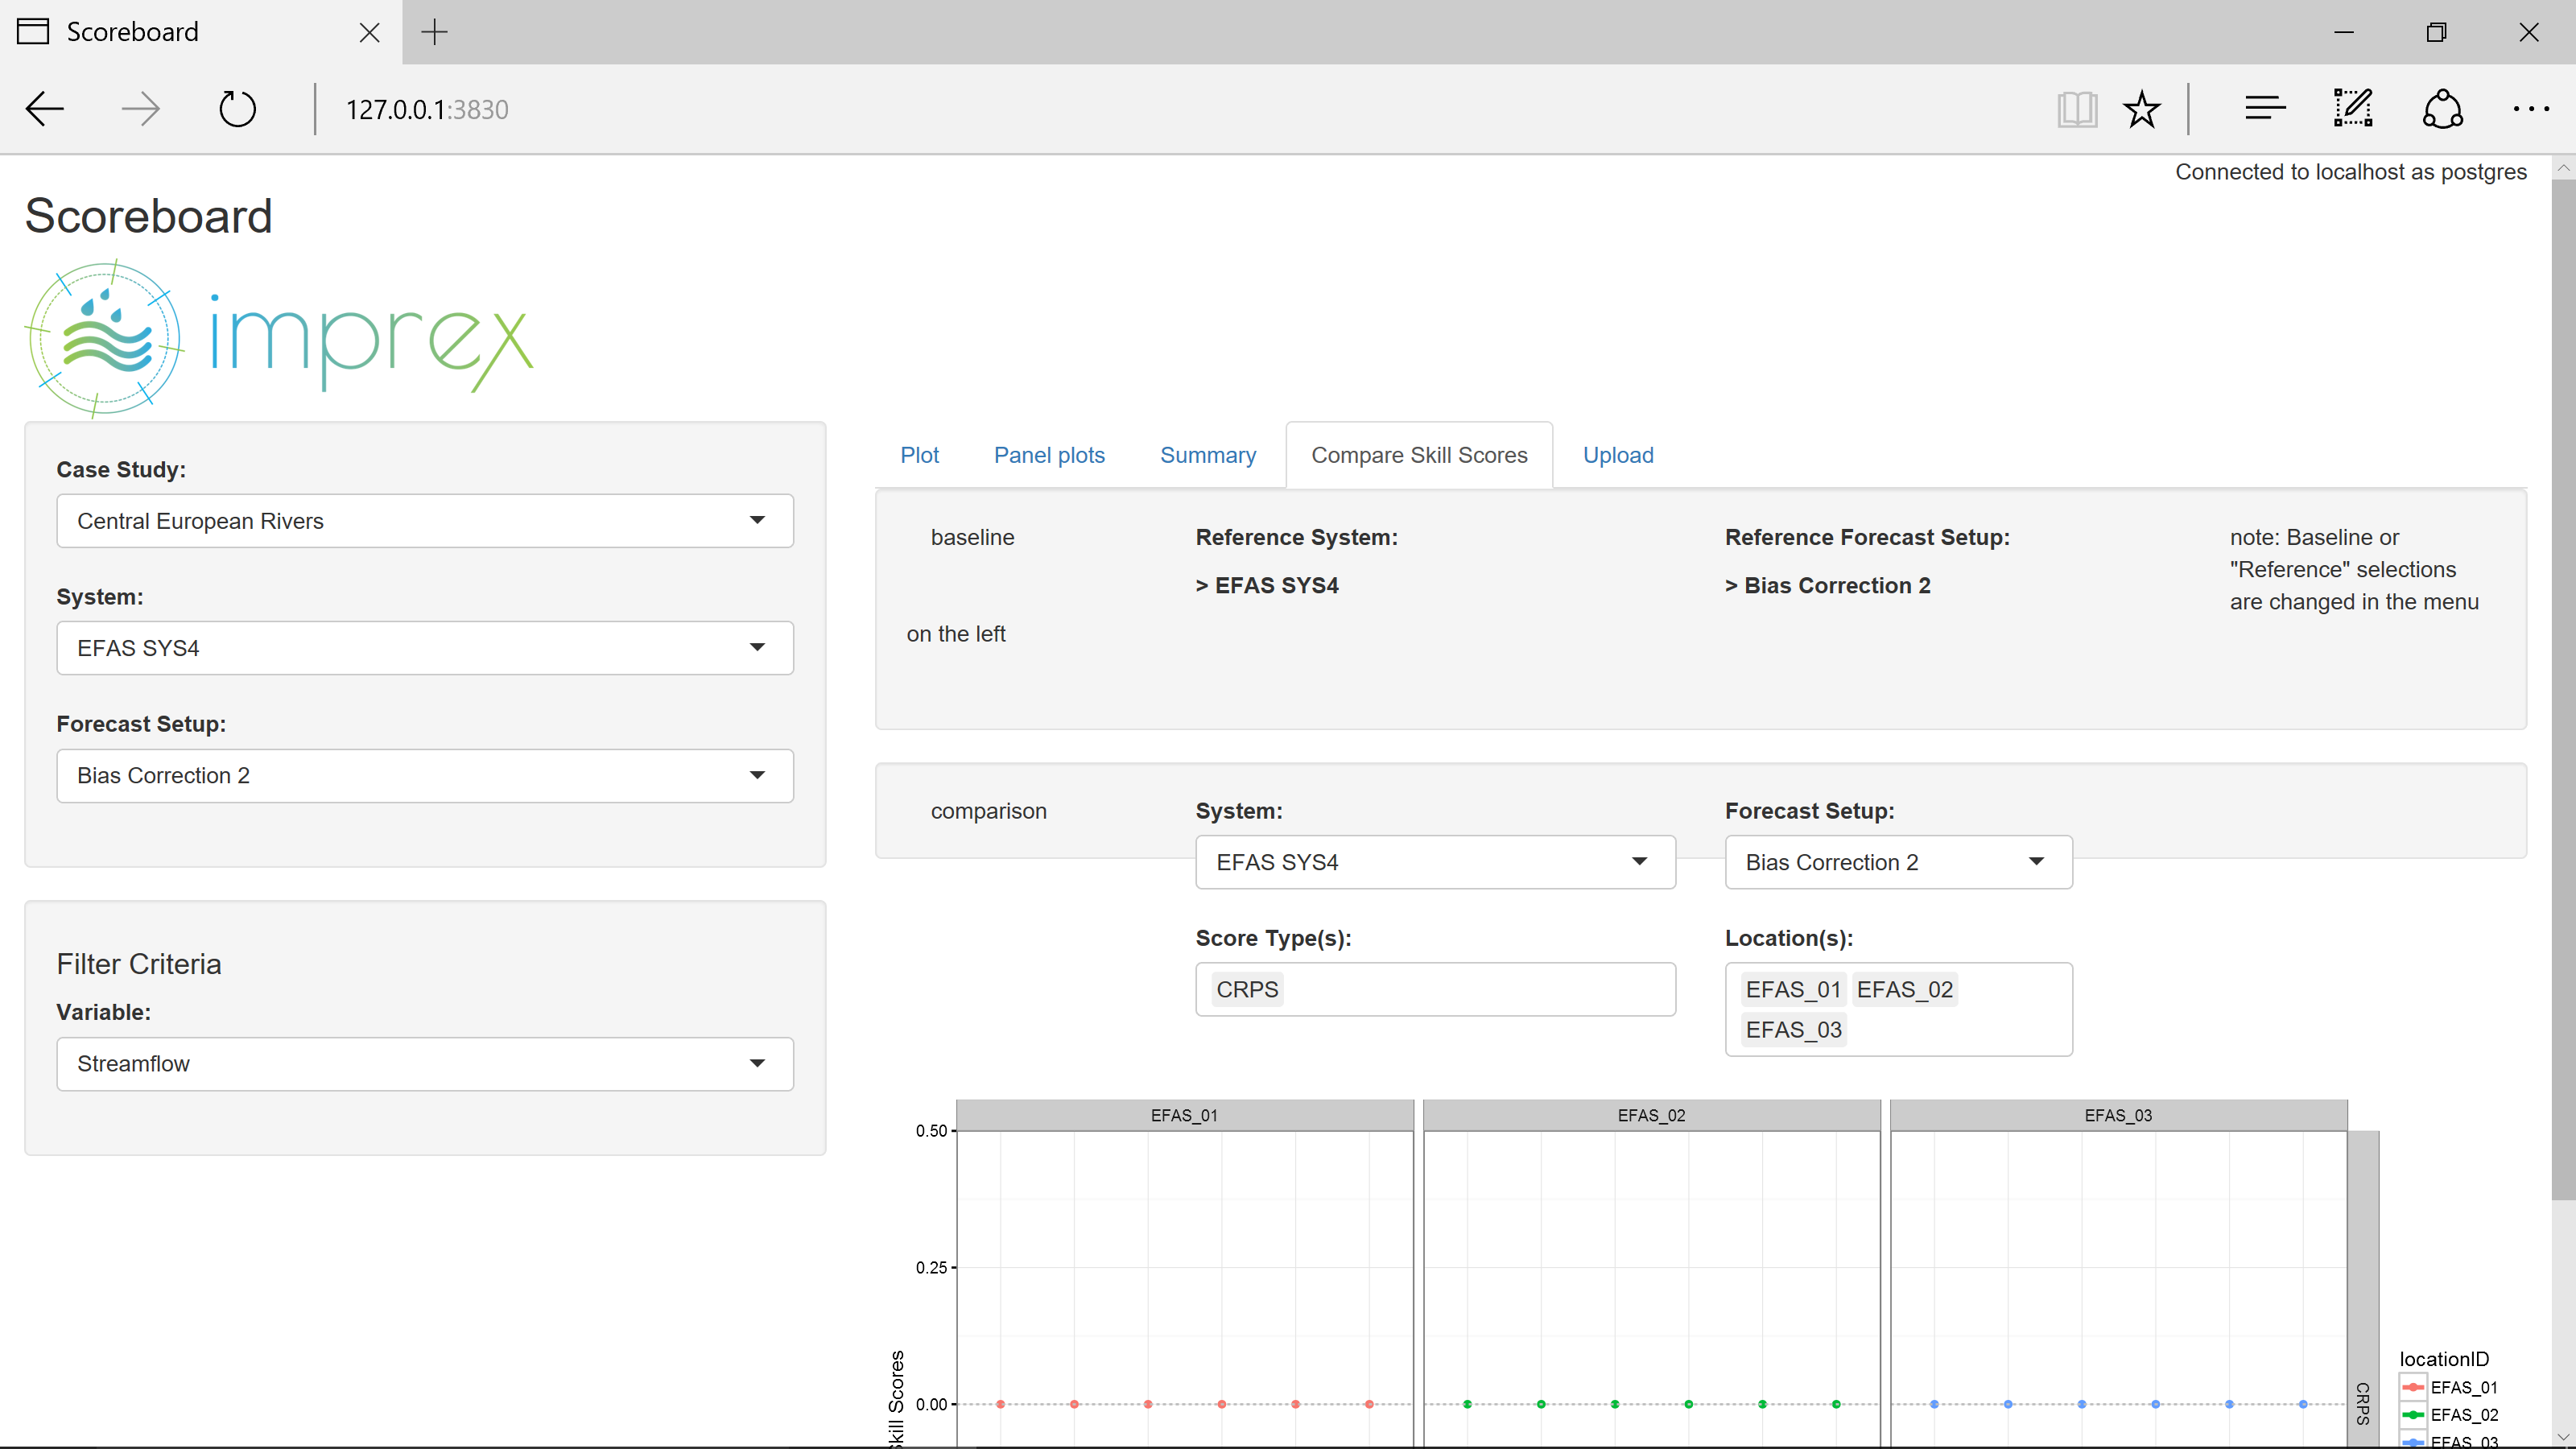 Scoreboard
127.0.0.1:3830
Connected to localhost as postgres
Scoreboard
imprex
Case Study:
Central European Rivers
System:
EFAS SYS4
Forecast Setup:
Bias Correction 2
Filter Criteria
Variable:
Streamflow
Plot Panel plots Summary Compare Skill Scores Upload
baseline
Reference System:
> EFAS SYS4
Reference Forecast Setup:
> Bias Correction 2
note: Baseline or
"Reference" selections
are changed in the menu
on the left
comparison
System:
EFAS SYS4
Forecast Setup:
Bias Correction 2
Score Type(s):
CRPS
Location(s):
EFAS_01 EFAS_02
EFAS_03
EFAS_01 EFAS_02 EFAS_03
0.50
0.25
0.00
Skill Scores
CRPS
locationID
EFAS_01
EFAS_02
EFAS_03